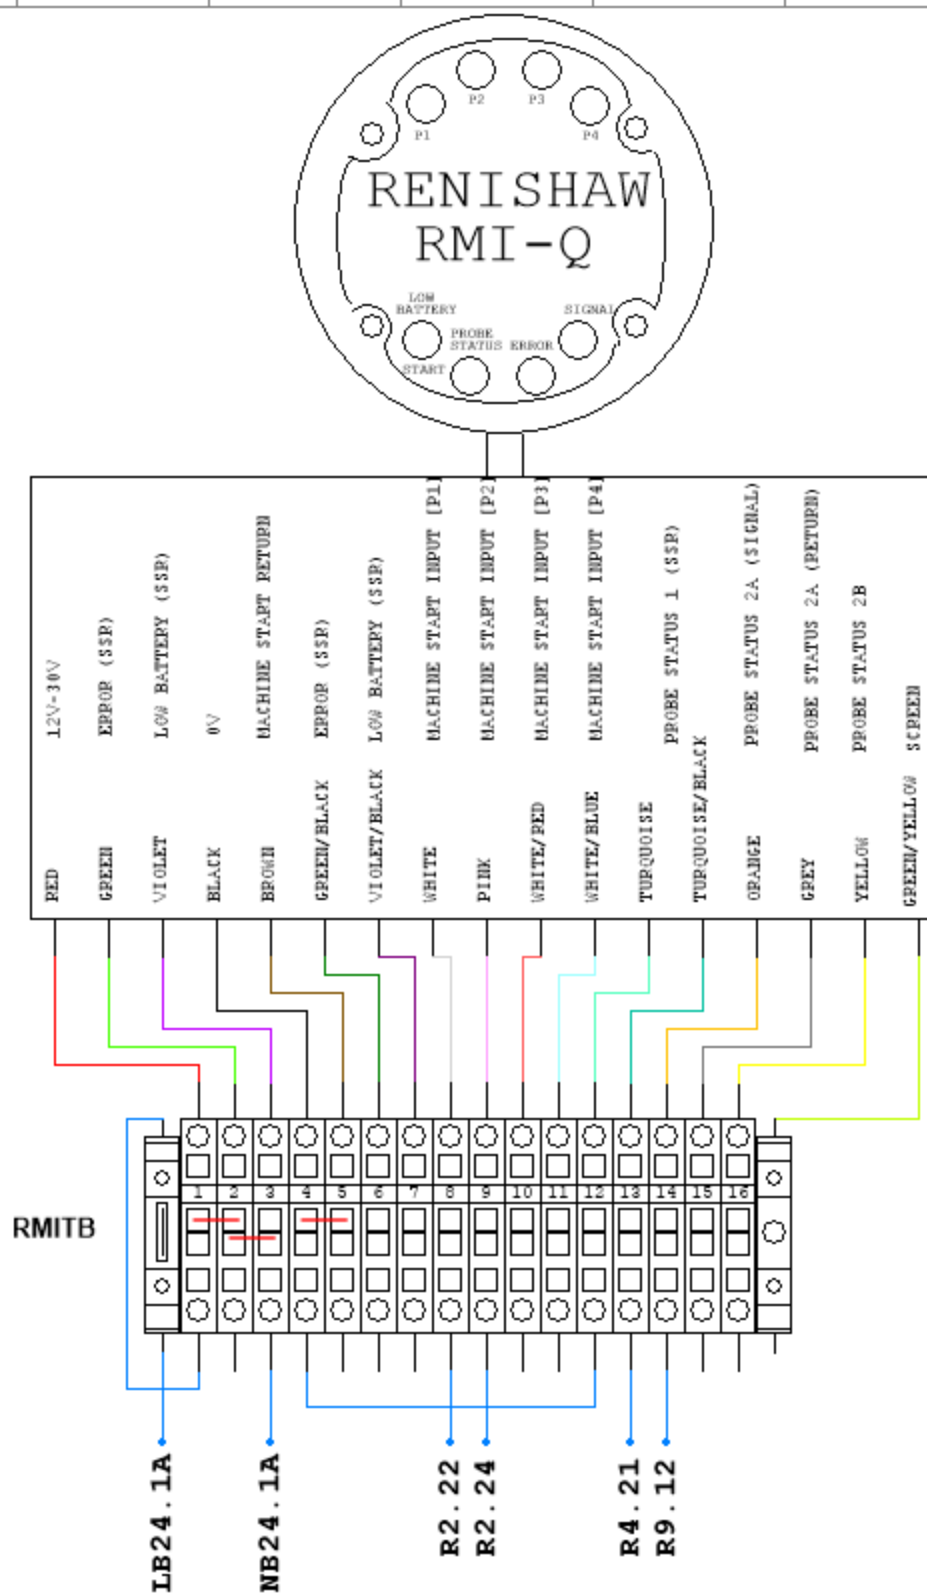 P2
P3
P1
P4
RENISHAW
RMI-Q
LOW
BATTERY
SIGNAL
PROBE
STATUS
ERROR
START
12V-30V
ERROR (SSR)
LOW BATTERY (SSR)
0V
MACHINE START RETURN
ERROR (SSR)
LOW BATTERY (SSR)
MACHINE START INPUT [P1]
MACHINE START INPUT [P2]
MACHINE START INPUT [P3]
MACHINE START INPUT [P4]
PROBE STATUS 1 (SSR)
PROBE STATUS 2A (SIGNAL)
PROBE STATUS 2A (RETURN)
PROBE STATUS 2B
SCREEN
RED
GREEN
VIOLET
BLACK
BROWN
GREEN/BLACK
VIOLET/BLACK
WHITE
PINK
WHITE/RED
WHITE/BLUE
TURQUOISE
TURQUOISE/BLACK
ORANGE
GREY
YELLOW
GREEN/YELLOW
1 2 3 4 5 6 7 8 9 10 11 12 13 14 15 16
RMITB
LB24.1A
NB24.1A
R2.22
R2.24
R4.21
R9.12